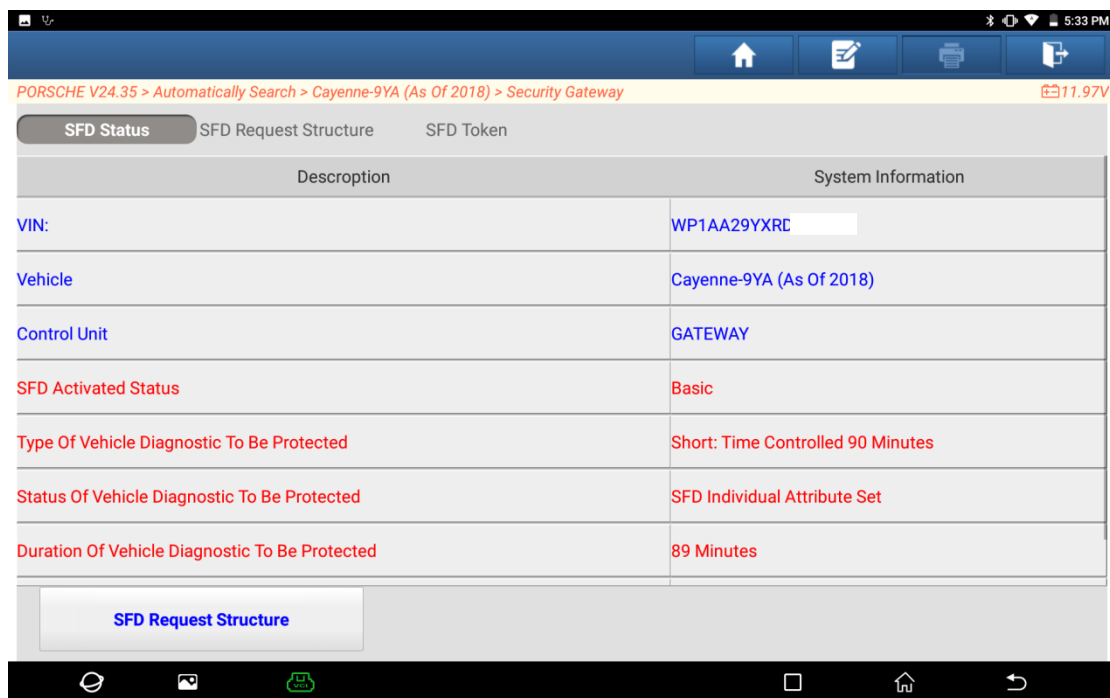 5:33 PM
PORSCHE V24.35 > Automatically Search > Cayenne-9YA (As Of 2018) > Security Gateway 11.97V
SFD Status SFD Request Structure SFD Token
Descroption System Information
VIN: WP1AA29YXRD
Vehicle Cayenne-9YA (As Of 2018)
Control Unit GATEWAY
SFD Activated Status Basic
Type Of Vehicle Diagnostic To Be Protected Short: Time Controlled 90 Minutes
Status Of Vehicle Diagnostic To Be Protected SFD Individual Attribute Set
Duration Of Vehicle Diagnostic To Be Protected 89 Minutes
SFD Request Structure
VCI